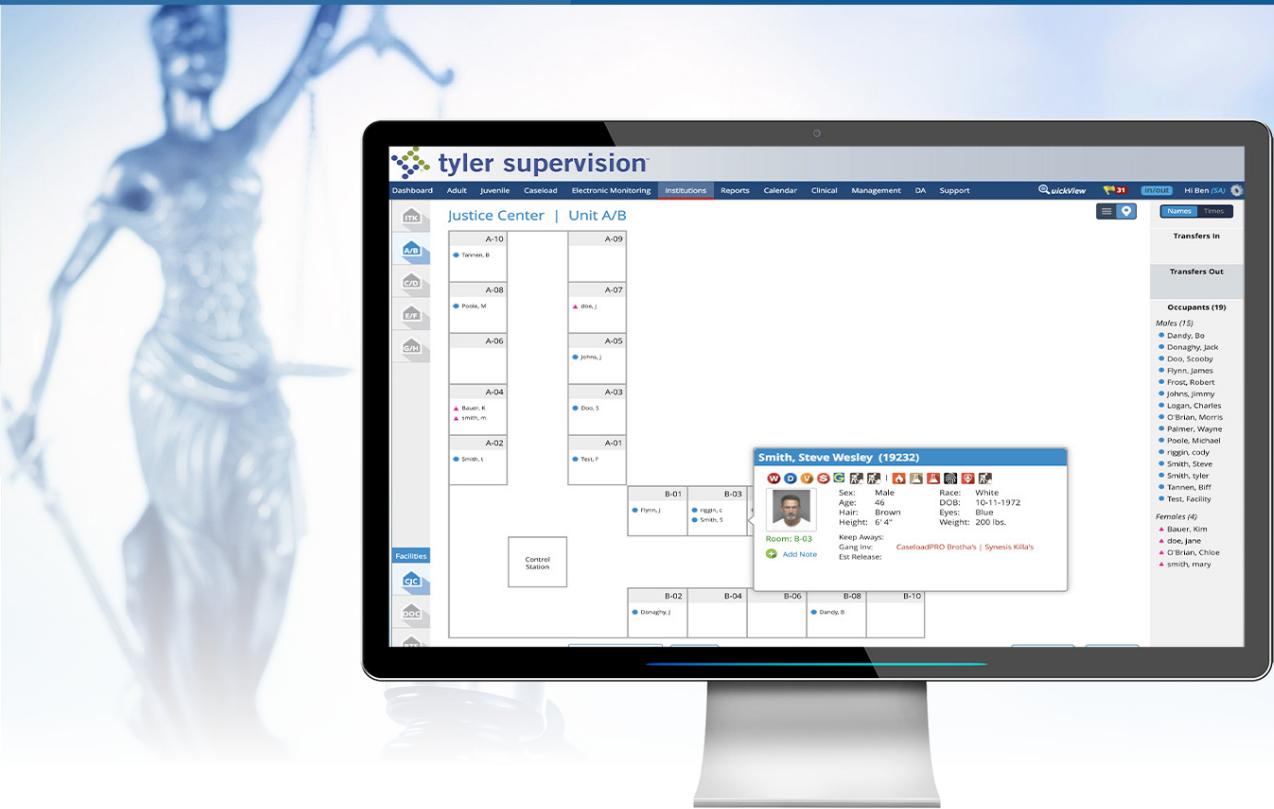 tyler supervision
Dashboard Adult Juvenile Caseload Electronic Monitoring Institutions Reports Calendar Clinical Management DA Support QuickView 31 in/out Hi Ben (SA)
Justice Center | Unit A/B
Names Times
ITK
A/B
C/D
E/F
G/H
Facilities
CJC
DOC
A-10
Tannen, B
A-09
A-08
Poole, M
A-07
doe, j
A-06
A-05
Johns, J
A-04
Bauer, K
smith, m
A-03
Doo, S
A-02
Smith, t
A-01
Test, F
B-01
Flynn, J
B-03
riggin, c
Smith, S
Control
Station
B-02
Donaghy, J
B-04
B-06
B-08
Dandy, B
B-10
Smith, Steve Wesley (19232)
W D V S G
Sex: Male Race: White
Age: 46 DOB: 10-11-1972
Hair: Brown Eyes: Blue
Height: 6' 4" Weight: 200 lbs.
Room: B-03
Add Note
Keep Aways:
Gang Inv: CaseloadPRO Brotha's | Synesis Killa's
Est Release:
Transfers In
Transfers Out
Occupants (19)
Males (15)
Dandy, Bo
Donaghy, Jack
Doo, Scooby
Flynn, James
Frost, Robert
Johns, Jimmy
Logan, Charles
O'Brian, Morris
Palmer, Wayne
Poole, Michael
riggin, cody
Smith, Steve
Smith, tyler
Tannen, Biff
Test, Facility
Females (4)
Bauer, Kim
doe, jane
O'Brian, Chloe
smith, mary